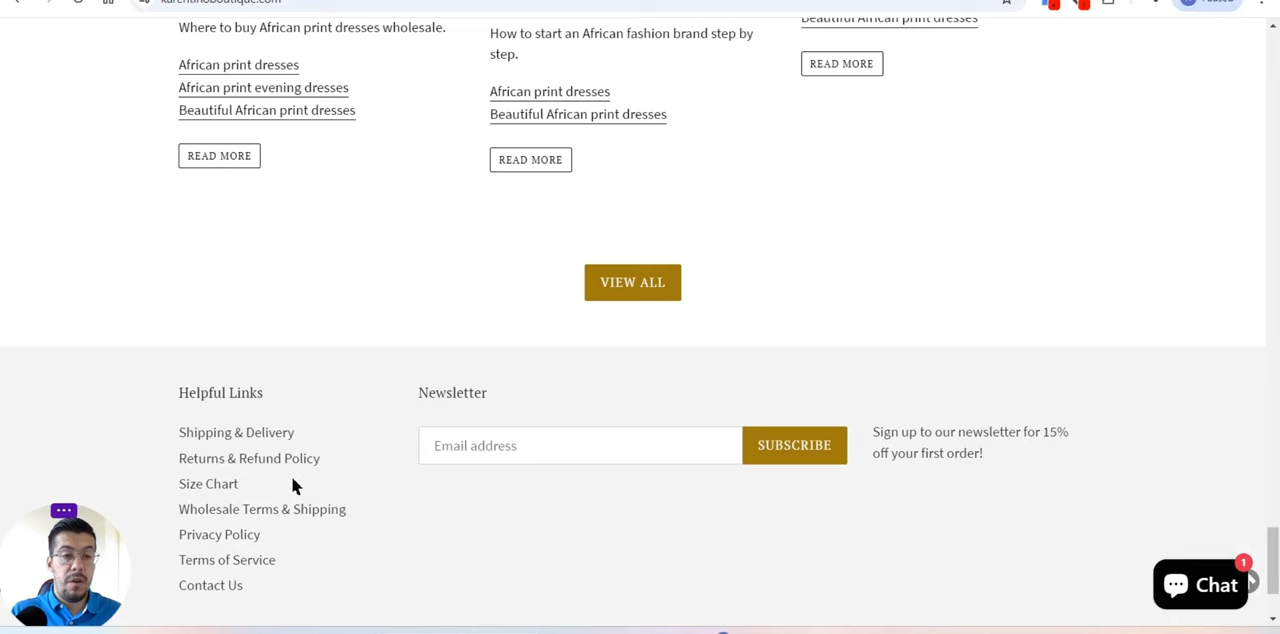 karentinoboutique.com
Where to buy African print dresses wholesale.
African print dresses
African print evening dresses
Beautiful African print dresses
READ MORE
How to start an African fashion brand step by
step.
African print dresses
Beautiful African print dresses
READ MORE
Beautiful African print dresses
READ MORE
VIEW ALL
Helpful Links
Shipping & Delivery
Returns & Refund Policy
Size Chart
Wholesale Terms & Shipping
Privacy Policy
Terms of Service
Contact Us
Newsletter
Email address
SUBSCRIBE
Sign up to our newsletter for 15%
off your first order!
Chat
1